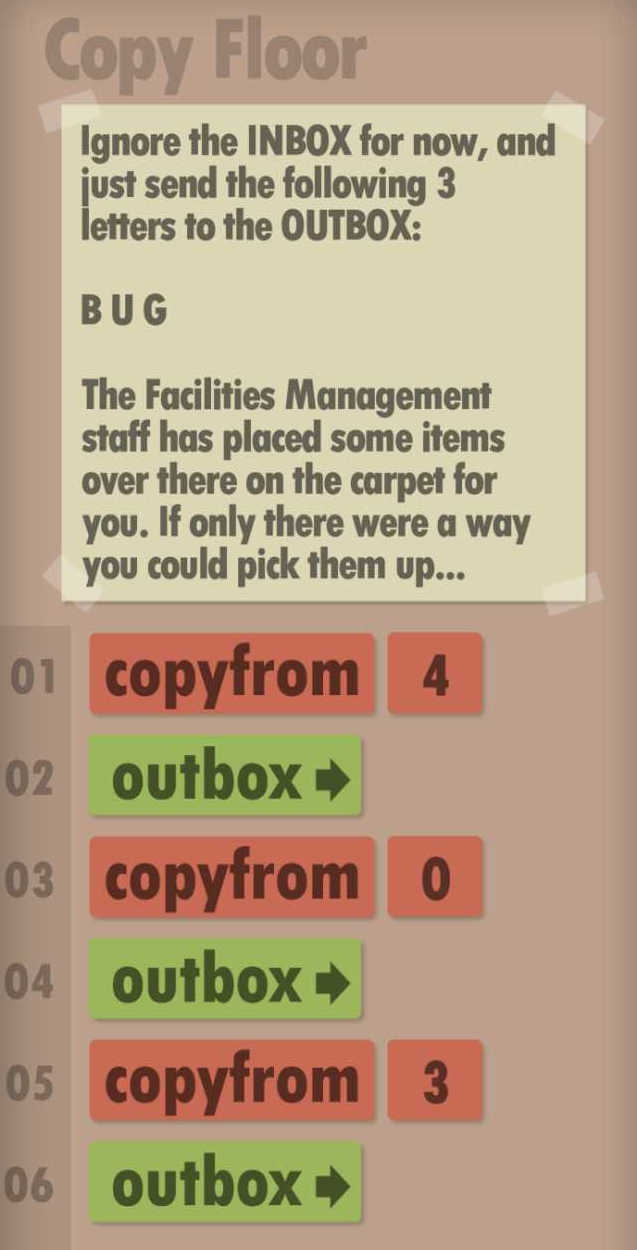 Copy Floor
Ignore the INBOX for now, and
just send the following 3
letters to the OUTBOX:
B U G
The Facilities Management
staff has placed some items
over there on the carpet for
you. If only there were a way
you could pick them up...
01 copyfrom 4
02 outbox
03 copyfrom 0
04 outbox
05 copyfrom 3
06 outbox